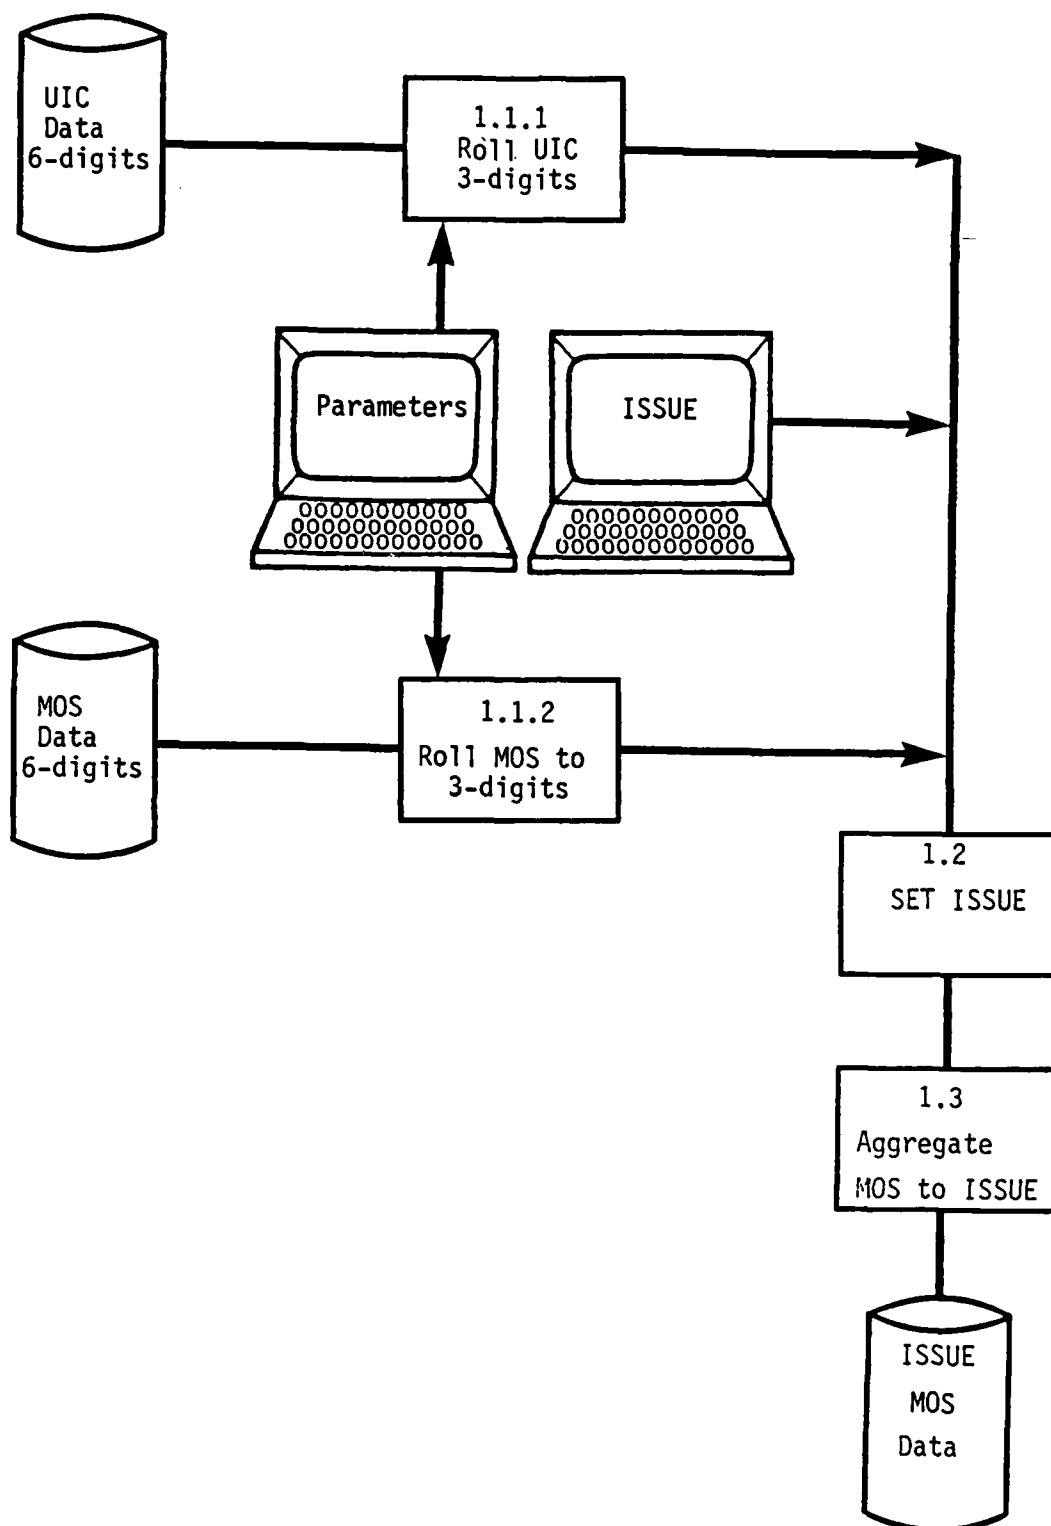 UIC
Data
6-digits
1.1.1
Roll UIC
3-digits
Parameters
ISSUE
MOS
Data
6-digits
1.1.2
Roll MOS to
3-digits
1.2
SET ISSUE
1.3
Aggregate
MOS to ISSUE
ISSUE
MOS
Data